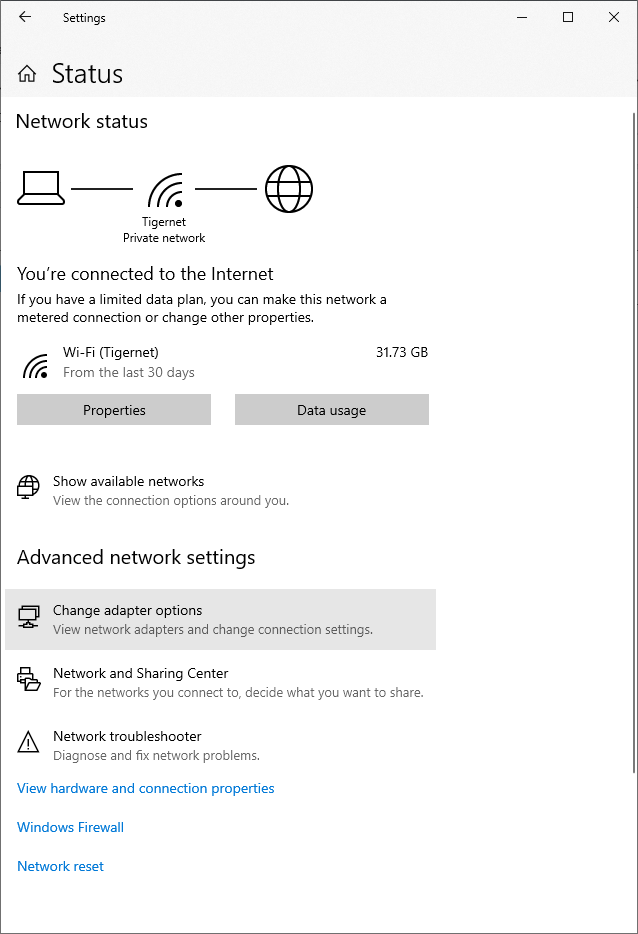 Settings
Status
Network status
Tigernet
Private network
You're connected to the Internet
If you have a limited data plan, you can make this network a
metered connection or change other properties.
Wi-Fi (Tigernet) 31.73 GB
From the last 30 days
Properties Data usage
Show available networks
View the connection options around you.
Advanced network settings
Change adapter options
View network adapters and change connection settings.
Network and Sharing Center
For the networks you connect to, decide what you want to share.
Network troubleshooter
Diagnose and fix network problems.
View hardware and connection properties
Windows Firewall
Network reset